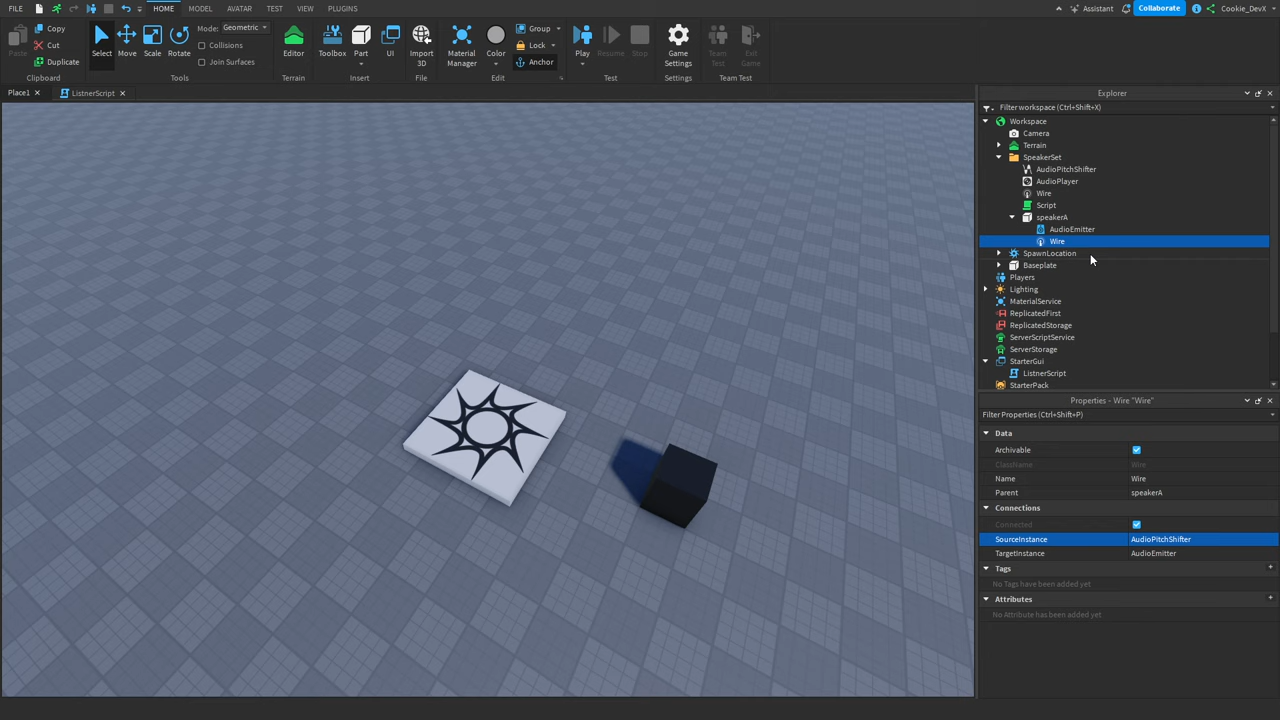 FILE HOME MODEL AVATAR TEST VIEW PLUGINS Assistant Collaborate Cookie_DevX
Paste Copy Cut Duplicate Clipboard
Select Move Scale Rotate Mode: Geometric Collisions Join Surfaces Tools
Editor Terrain
Toolbox Part UI Insert
Import 3D File
Material Manager Color Group Lock Anchor Edit
Play Resume Stop Test
Game Settings Settings
Team Test Exit Game Team Test
Place1 ListnerScript
Explorer
Filter workspace (Ctrl+Shift+X)
Workspace
Camera
Terrain
SpeakerSet
AudioPitchShifter
AudioPlayer
Wire
Script
speakerA
AudioEmitter
Wire
SpawnLocation
Baseplate
Players
Lighting
MaterialService
ReplicatedFirst
ReplicatedStorage
ServerScriptService
ServerStorage
StarterGui
ListnerScript
StarterPack
Properties - Wire "Wire"
Filter Properties (Ctrl+Shift+P)
Data
Archivable
ClassName Wire
Name Wire
Parent speakerA
Connections
Connected
SourceInstance AudioPitchShifter
TargetInstance AudioEmitter
Tags
No Tags have been added yet
Attributes
No Attribute has been added yet